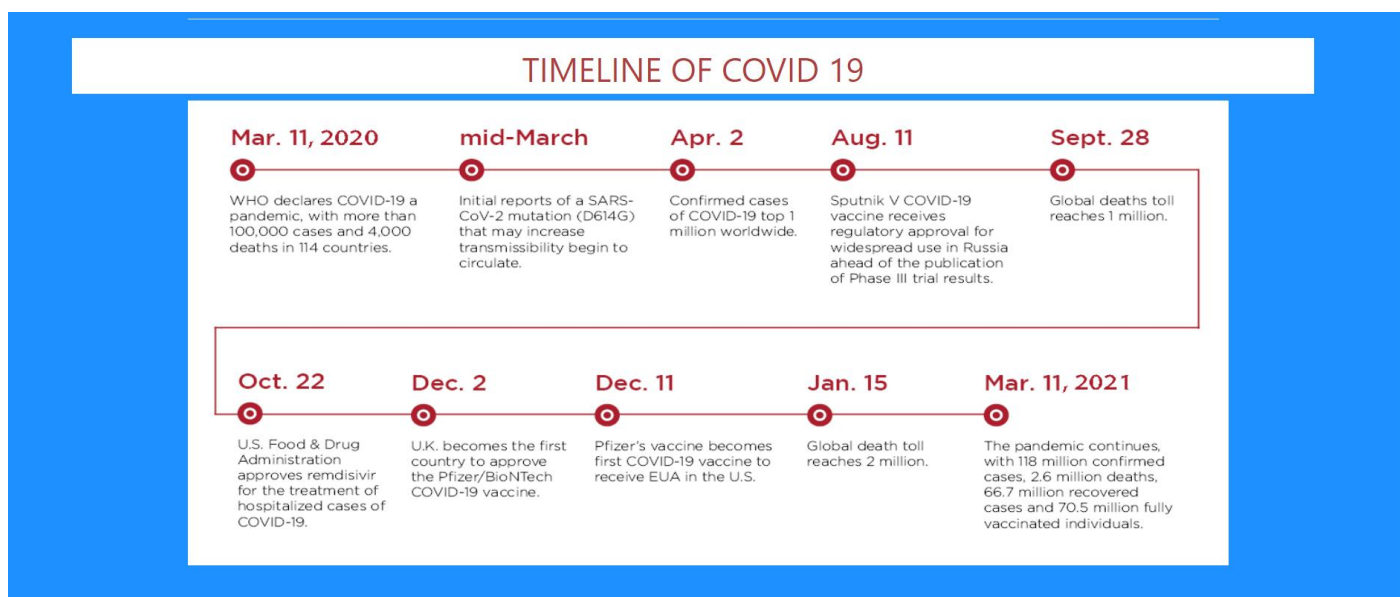 TIMELINE OF COVID 19
Mar. 11, 2020
WHO declares COVID-19 a
pandemic, with more than
100,000 cases and 4,000
deaths in 114 countries.
mid-March
Initial reports of a SARS-
CoV-2 mutation (D614G)
that may increase
transmissibility begin to
circulate.
Apr. 2
Confirmed cases
of COVID-19 top 1
million worldwide.
Aug. 11
Sputnik V COVID-19
vaccine receives
regulatory approval for
widespread use in Russia
ahead of the publication
of Phase III trial results.
Sept. 28
Global deaths toll
reaches 1 million.
Oct. 22
U.S. Food & Drug
Administration
approves remdisivir
for the treatment of
hospitalized cases of
COVID-19.
Dec. 2
U.K. becomes the first
country to approve
the Pfizer/BioNTech
COVID-19 vaccine.
Dec. 11
Pfizer's vaccine becomes
first COVID-19 vaccine to
receive EUA in the U.S.
Jan. 15
Global death toll
reaches 2 million.
Mar. 11, 2021
The pandemic continues,
with 118 million confirmed
cases, 2.6 million deaths,
66.7 million recovered
cases and 70.5 million fully
vaccinated individuals.